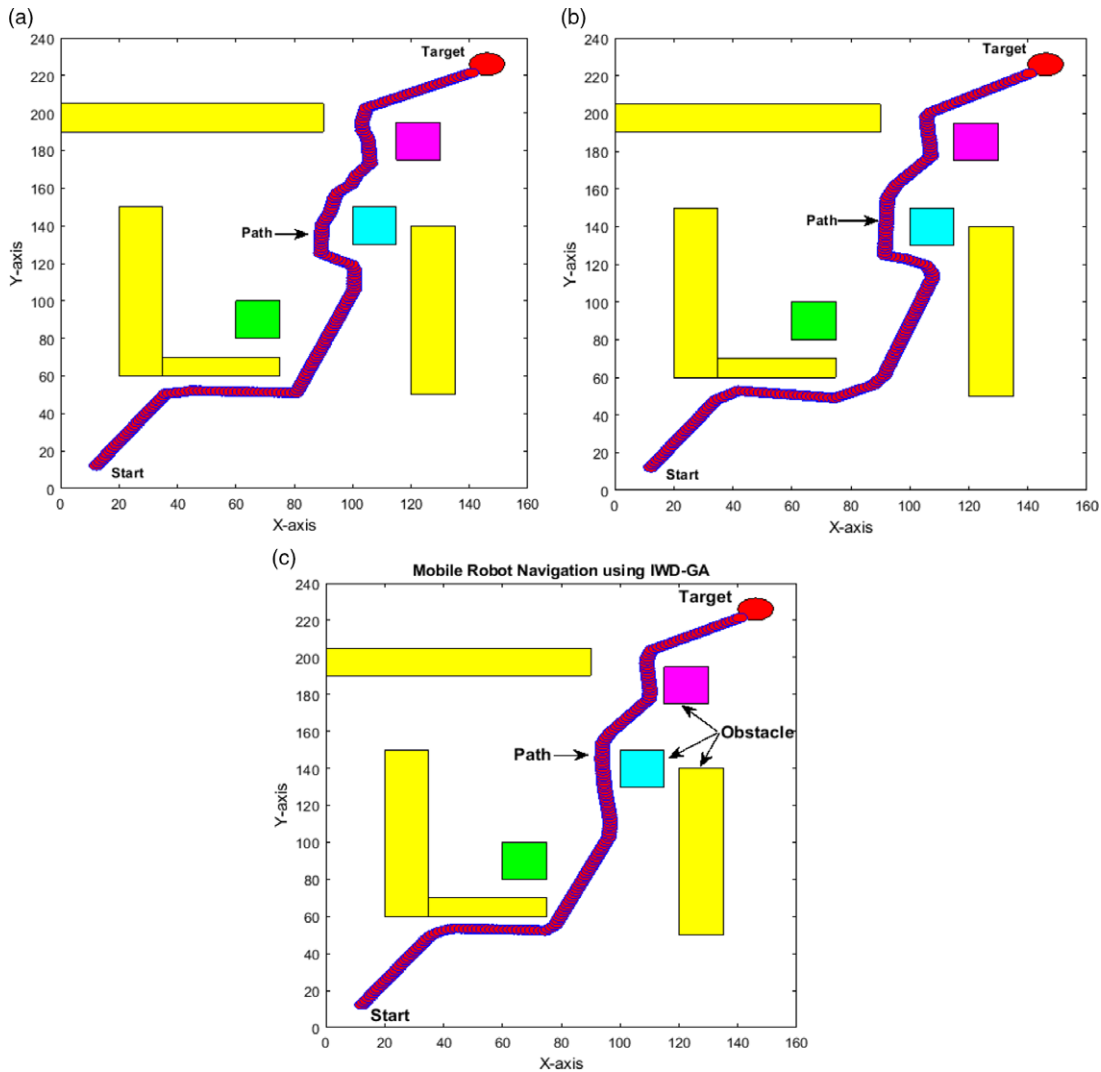 (a)
240
220
200
180
160
140
120
100
80
60
40
20
0
Y-axis
0 20 40 60 80 100 120 140 160
X-axis
Target
Path
Start
(b)
240
220
200
180
160
140
120
100
80
60
40
20
0
Y-axis
0 20 40 60 80 100 120 140 160
X-axis
Target
Path
Start
(c)
Mobile Robot Navigation using IWD-GA
240
220
200
180
160
140
120
100
80
60
40
20
0
Y-axis
0 20 40 60 80 100 120 140 160
X-axis
Target
Obstacle
Path
Start